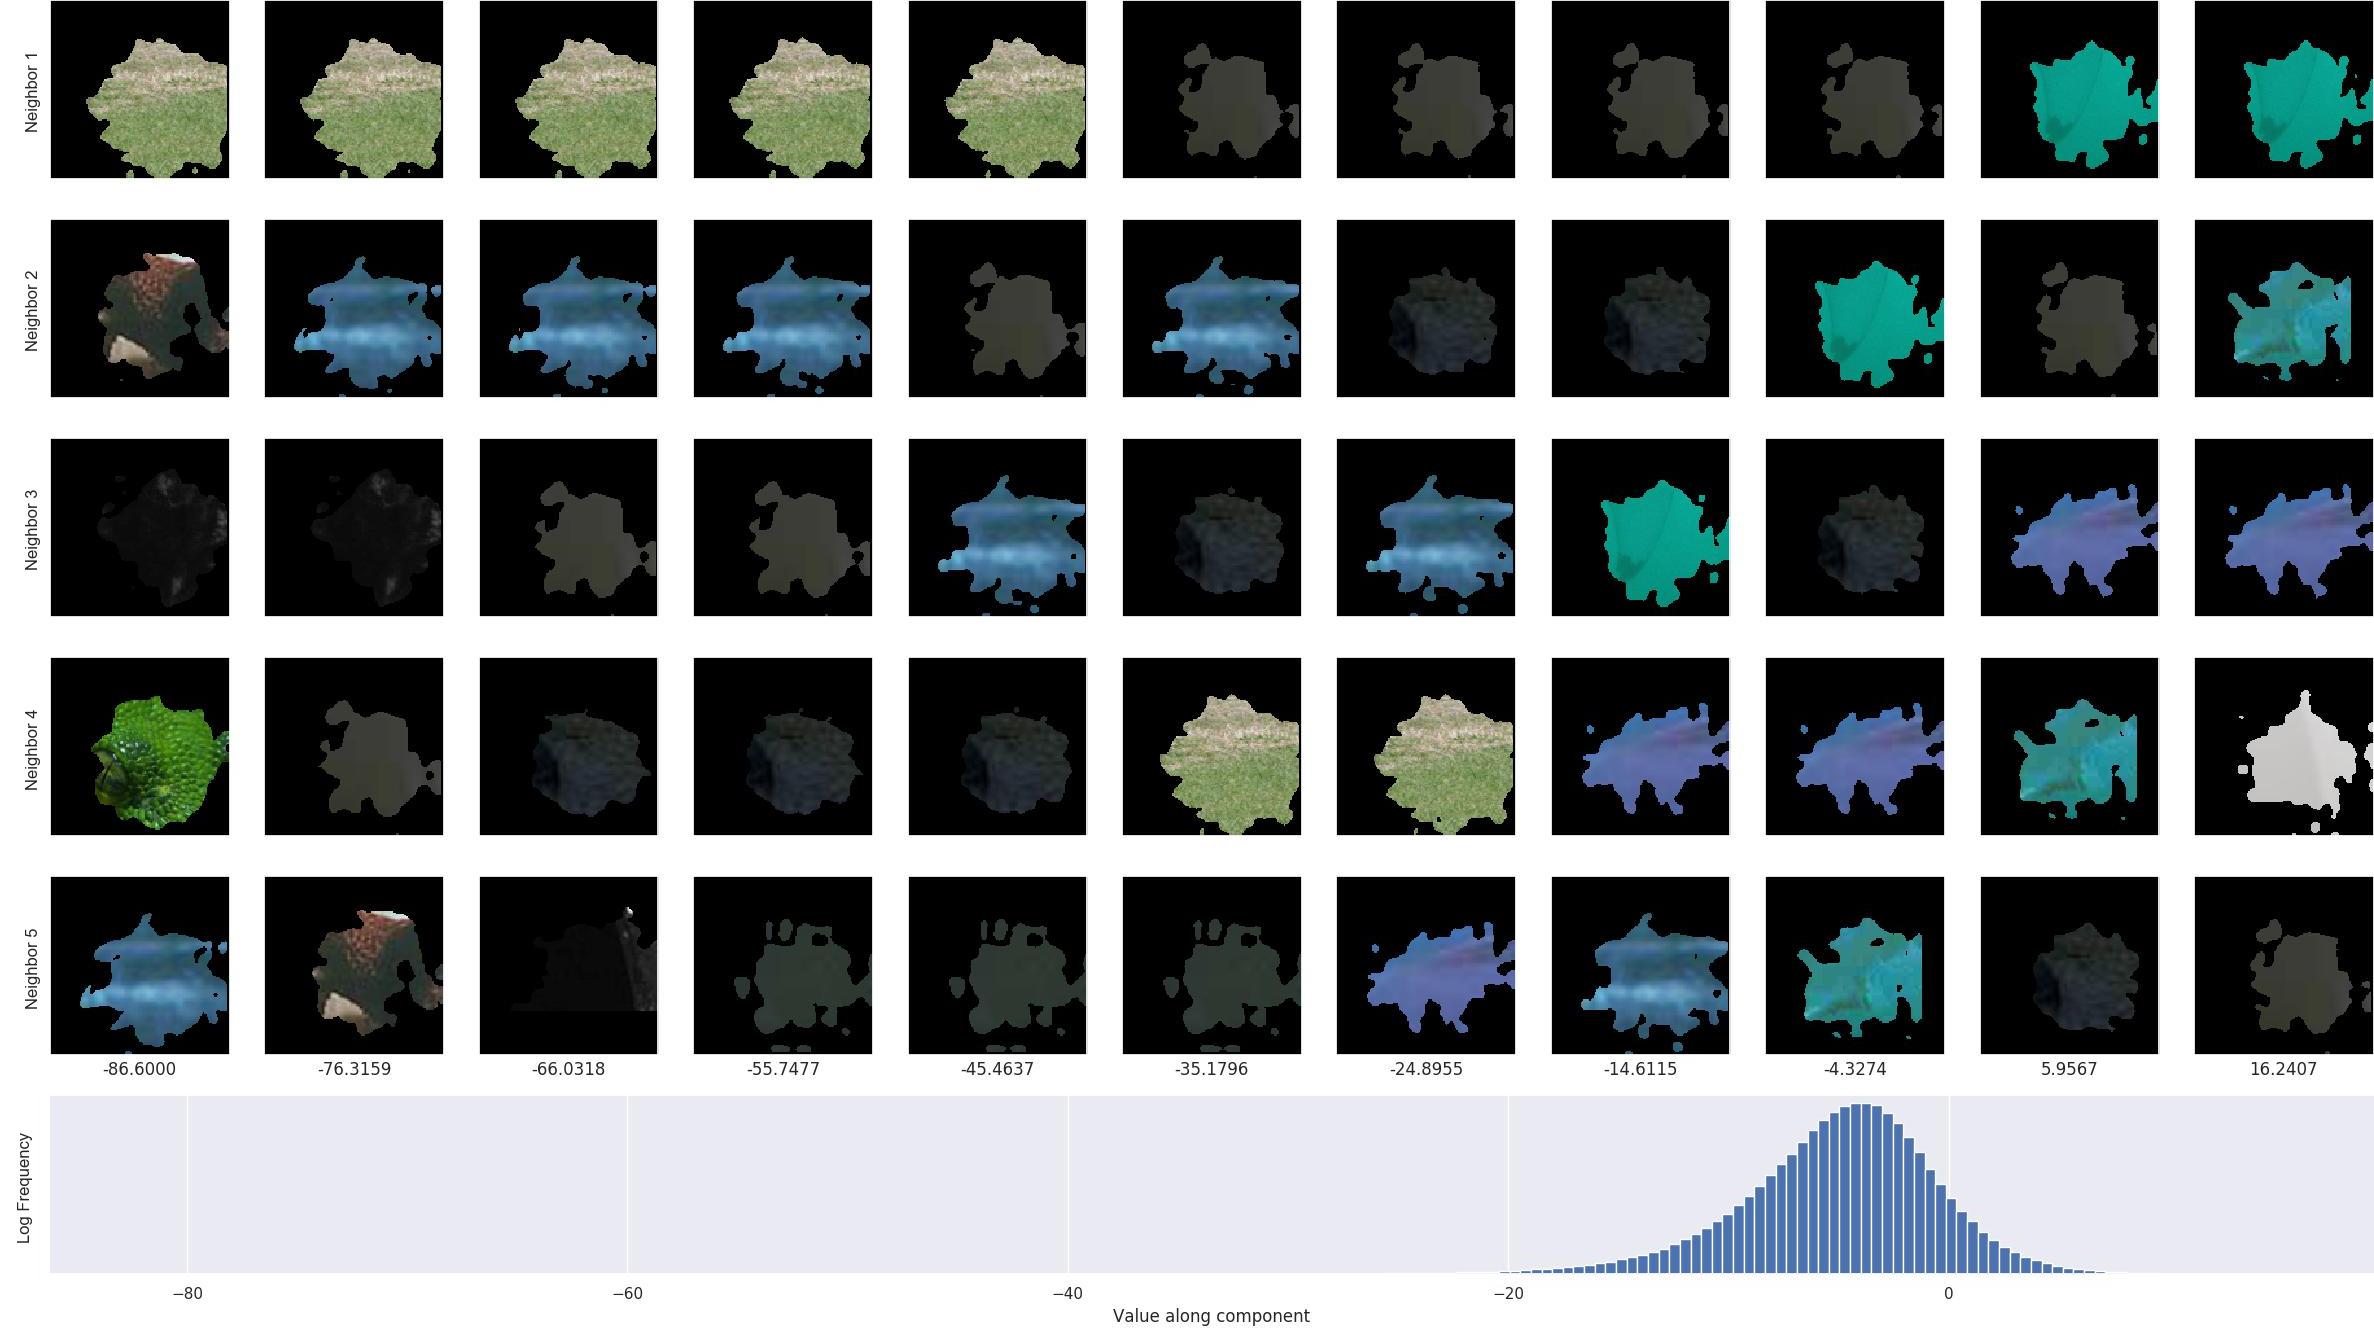 Neighbor 1
Neighbor 2
Neighbor 3
Neighbor 4
Neighbor 5
-86.6000 -76.3159 -66.0318 -55.7477 -45.4637 -35.1796 -24.8955 -14.6115 -4.3274 5.9567 16.2407
Log Frequency
−80 −60 −40 −20 0
Value along component